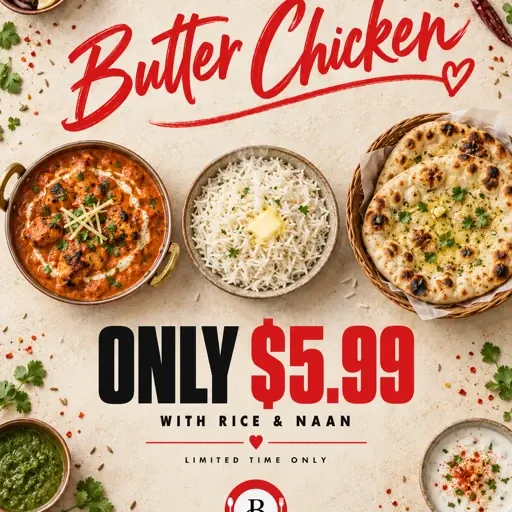 Butter Chicken
ONLY $5.99
WITH RICE & NAAN
LIMITED TIME ONLY
B